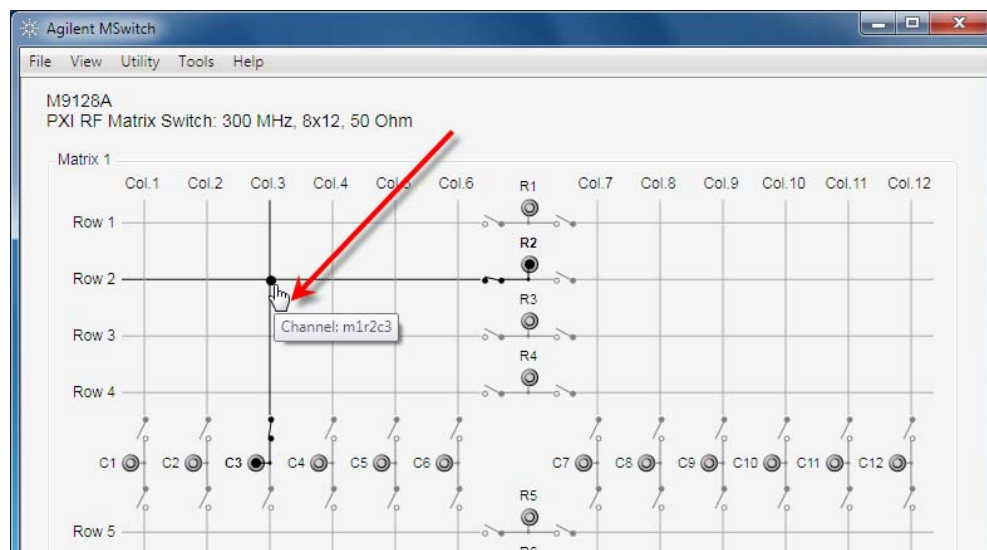 Agilent MSwitch
File View Utility Tools Help
M9128A
PXI RF Matrix Switch: 300 MHz, 8x12, 50 Ohm
Matrix 1
Col.1 Col.2 Col.3 Col.4 Col.5 Col.6 R1 Col.7 Col.8 Col.9 Col.10 Col.11 Col.12
Row 1
R2
Row 2
R3
Channel: m1r2c3
Row 3
R4
Row 4
C1 C2 C3 C4 C5 C6 C7 C8 C9 C10 C11 C12
R5
Row 5